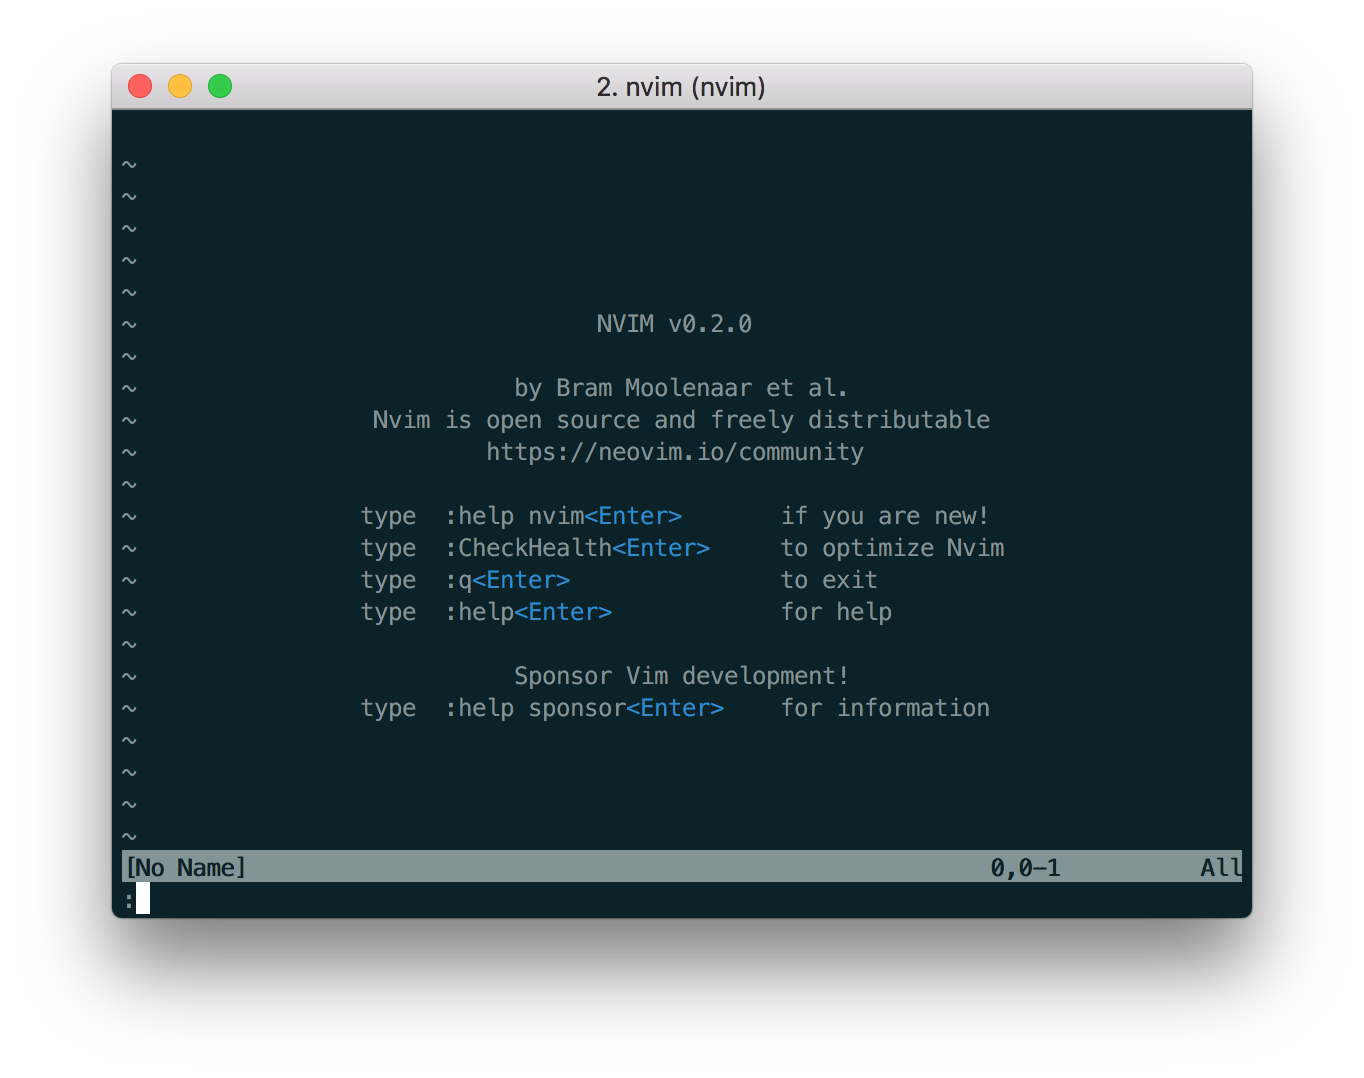 2. nvim (nvim)
~
~
~
~
~
~ NVIM v0.2.0
~
~ by Bram Moolenaar et al.
~ Nvim is open source and freely distributable
~ https://neovim.io/community
~
~ type :help nvim<Enter> if you are new!
~ type :CheckHealth<Enter> to optimize Nvim
~ type :q<Enter> to exit
~ type :help<Enter> for help
~
~ Sponsor Vim development!
~ type :help sponsor<Enter> for information
~
~
~
~
[No Name] 0,0-1 All
: